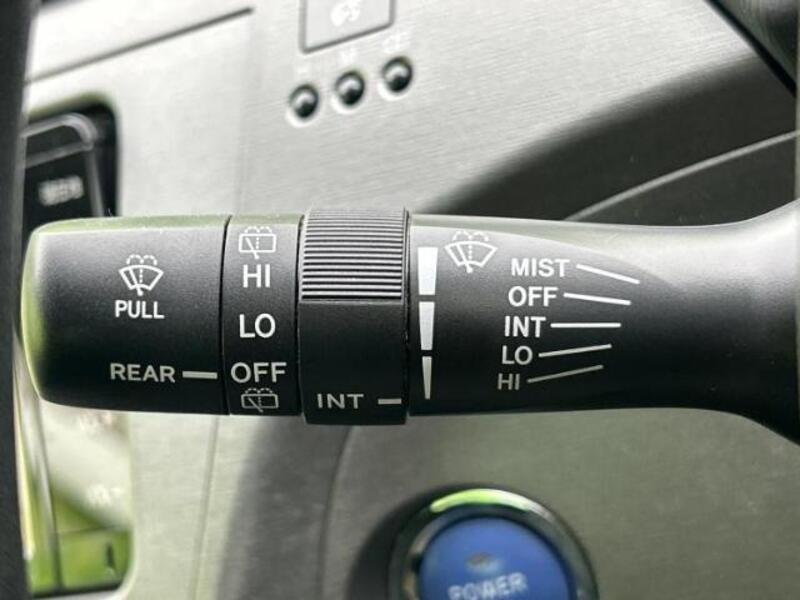 PULL
REAR
HI
LO
OFF
INT
MIST
OFF
INT
LO
HI
POWER